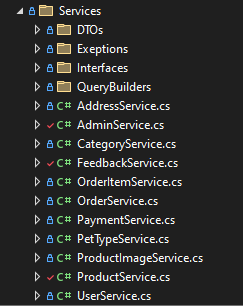 Services
DTOs
Exeptions
Interfaces
QueryBuilders
C# AddressService.cs
C# AdminService.cs
C# CategoryService.cs
C# FeedbackService.cs
C# OrderItemService.cs
C# OrderService.cs
C# PaymentService.cs
C# PetTypeService.cs
C# ProductImageService.cs
C# ProductService.cs
C# UserService.cs